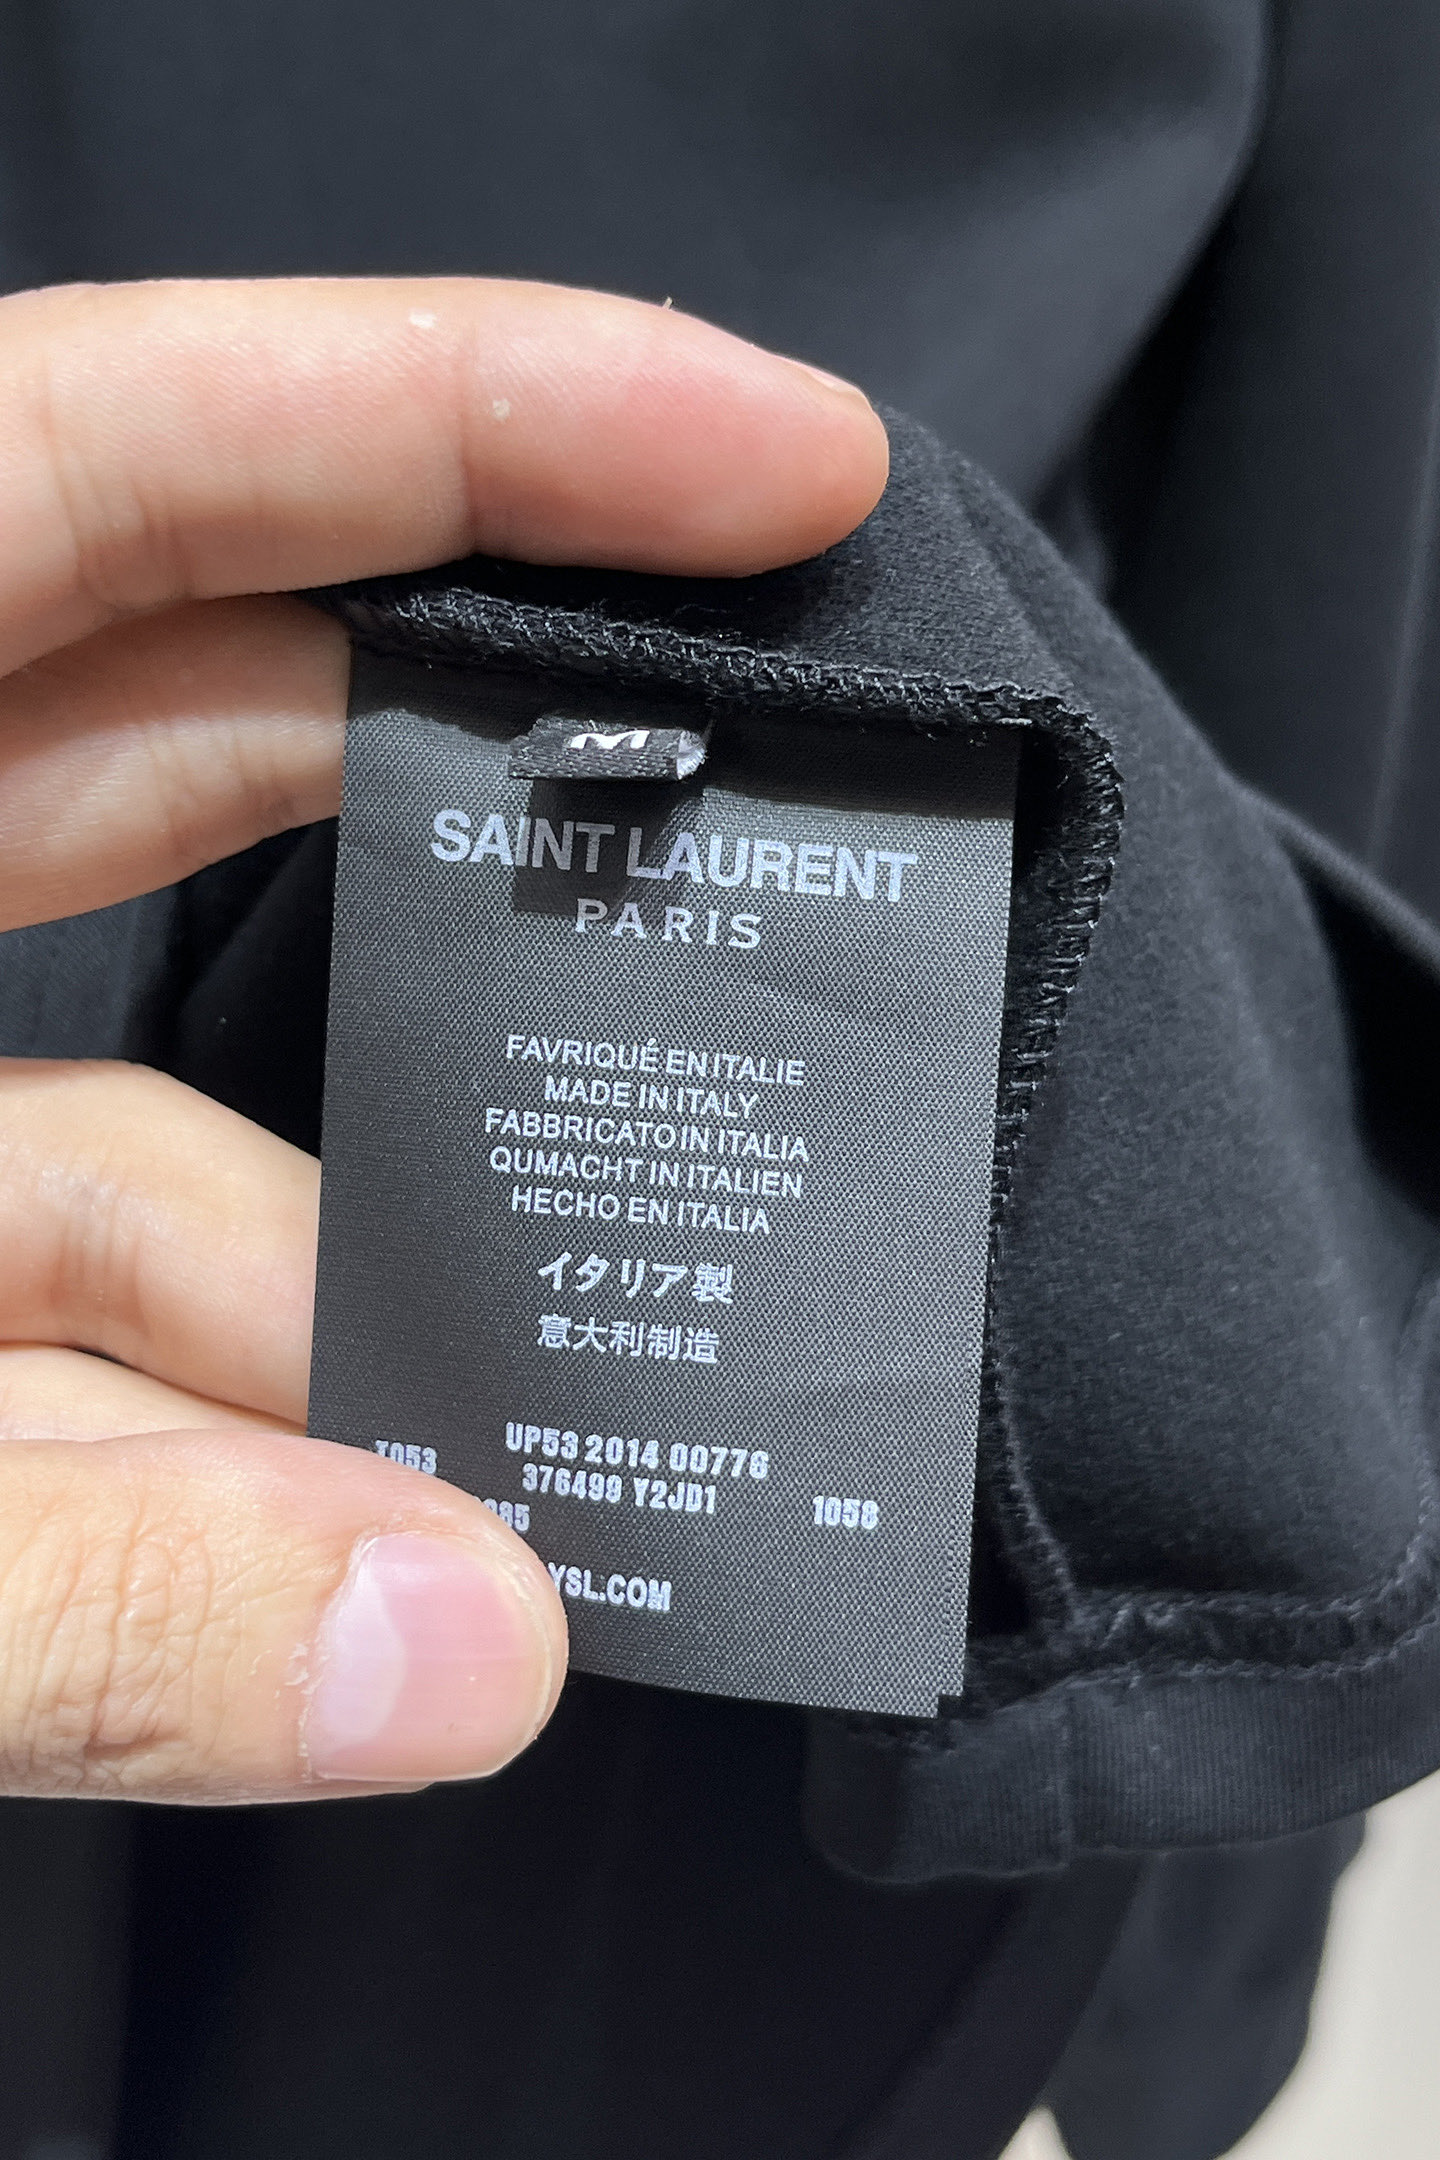 M
SAINT LAURENT
PARIS
FAVRIQUÉ EN ITALIE
MADE IN ITALY
FABBRICATO IN ITALIA
QUMACHT IN ITALIEN
HECHO EN ITALIA
イタリア製
意大利制造
UP53 2014 00776
376499 Y2JD1
1058
YSL.COM